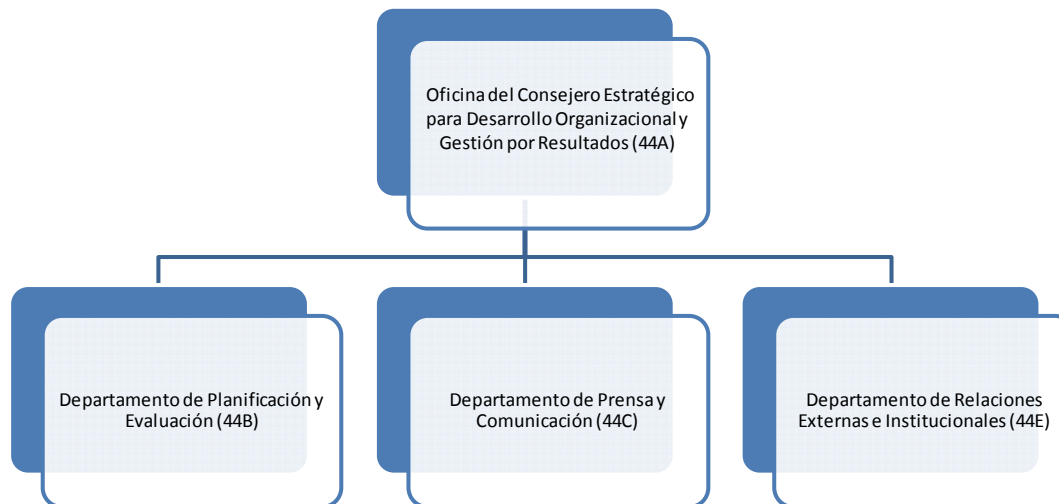 Oficina del Consejero Estratégico
para Desarrollo Organizacional y
Gestión por Resultados (44A)
Departamento de Planificación y
Evaluación (44B)
Departamento de Prensa y
Comunicación (44C)
Departamento de Relaciones
Externas e Institucionales (44E)